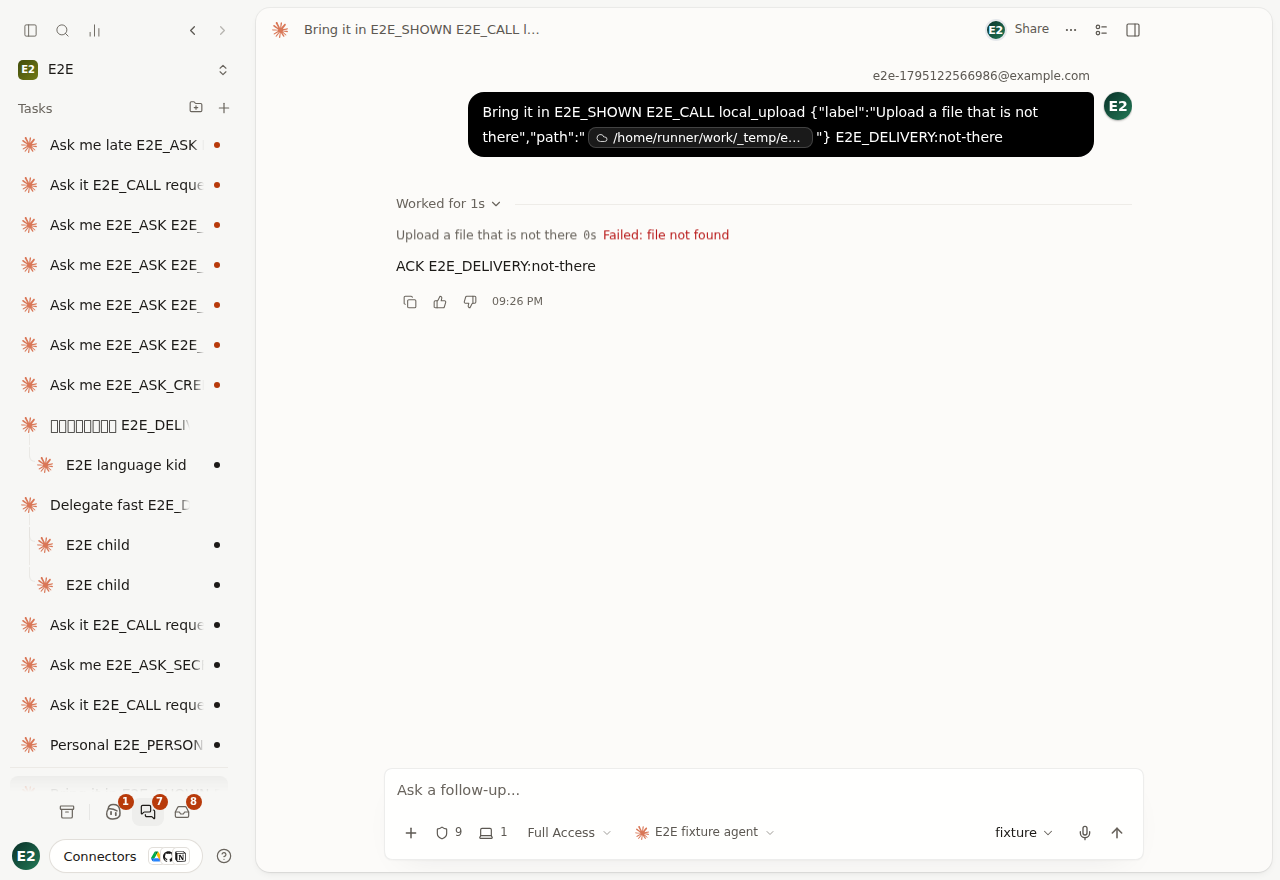 E2 E2E
Tasks
Ask me late E2E_ASK
Ask it E2E_CALL reque
Ask me E2E_ASK E2E_
Ask me E2E_ASK E2E_
Ask me E2E_ASK E2E_
Ask me E2E_ASK E2E_
Ask me E2E_ASK_CRE
E2E_DELIV
E2E language kid
Delegate fast E2E_D
E2E child
E2E child
Ask it E2E_CALL reque
Ask me E2E_ASK_SECI
Ask it E2E_CALL reque
Personal E2E_PERSON
1 7 8
E2 Connectors
Bring it in E2E_SHOWN E2E_CALL l…
E2 Share
e2e-1795122566986@example.com
Bring it in E2E_SHOWN E2E_CALL local_upload {"label":"Upload a file that is not
there","path":" /home/runner/work/_temp/e… "} E2E_DELIVERY:not-there
E2
Worked for 1s
Upload a file that is not there 0s Failed: file not found
ACK E2E_DELIVERY:not-there
09:26 PM
Ask a follow-up...
9 1 Full Access E2E fixture agent fixture